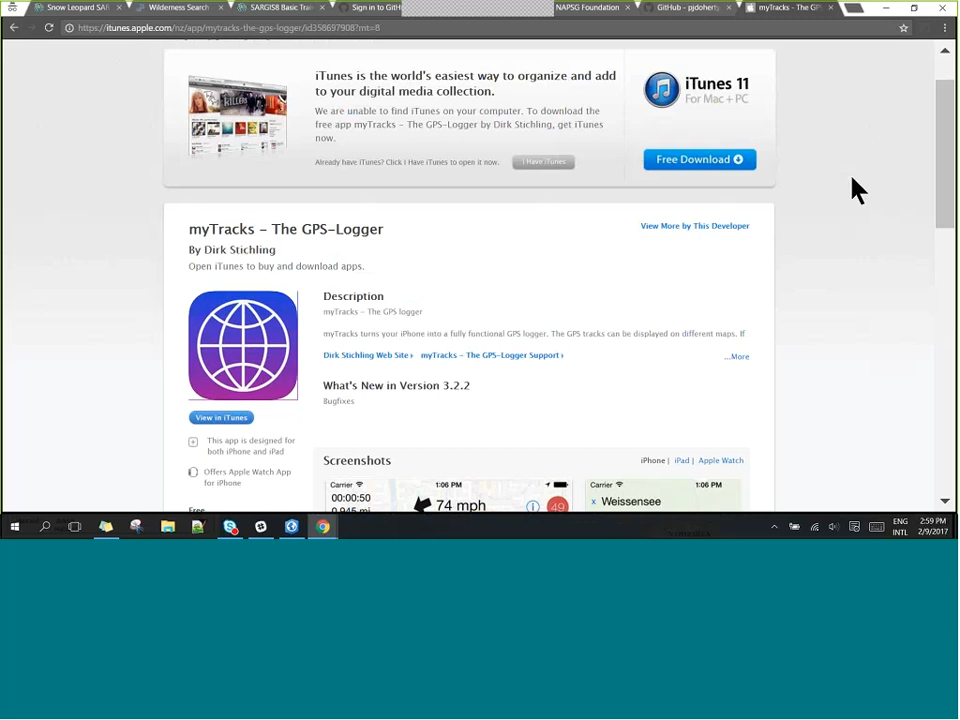 Snow Leopard SAR
Wilderness Search
SARGIS8 Basic Trai
Sign in to GitH
NAPSG Foundation
GitHub - pjdohert
myTracks - The GP
https://itunes.apple.com/nz/app/mytracks-the-gps-logger/id358697908?mt=8
iTunes is the world's easiest way to organize and add
to your digital media collection.
We are unable to find iTunes on your computer. To download the
free app myTracks – The GPS-Logger by Dirk Stichling, get iTunes
now.
Already have iTunes? Click I Have iTunes to open it now.
I Have iTunes
iTunes 11
For Mac + PC
Free Download
myTracks – The GPS-Logger
View More by This Developer
By Dirk Stichling
Open iTunes to buy and download apps.
Description
myTracks – The GPS logger
myTracks turns your iPhone into a fully functional GPS logger. The GPS tracks can be displayed on different maps. If
Dirk Stichling Web Site
myTracks – The GPS-Logger Support
...More
What's New in Version 3.2.2
Bugfixes
View in iTunes
This app is designed for
both iPhone and iPad
Offers Apple Watch App
for iPhone
Free
Screenshots
iPhone | iPad | Apple Watch
Carrier 1:06 PM
00:00:50
0.945 mi
74 mph
49
Carrier 1:06 PM
x Weissensee
ENG
INTL
2:59 PM
2/9/2017